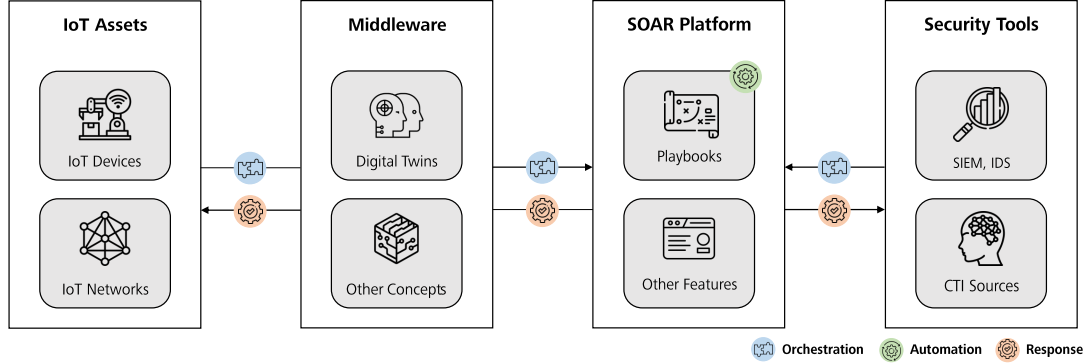 IoT Assets
Middleware
SOAR Platform
Security Tools
IoT Devices
Digital Twins
Playbooks
SIEM, IDS
IoT Networks
Other Concepts
Other Features
CTI Sources
Orchestration
Automation
Response